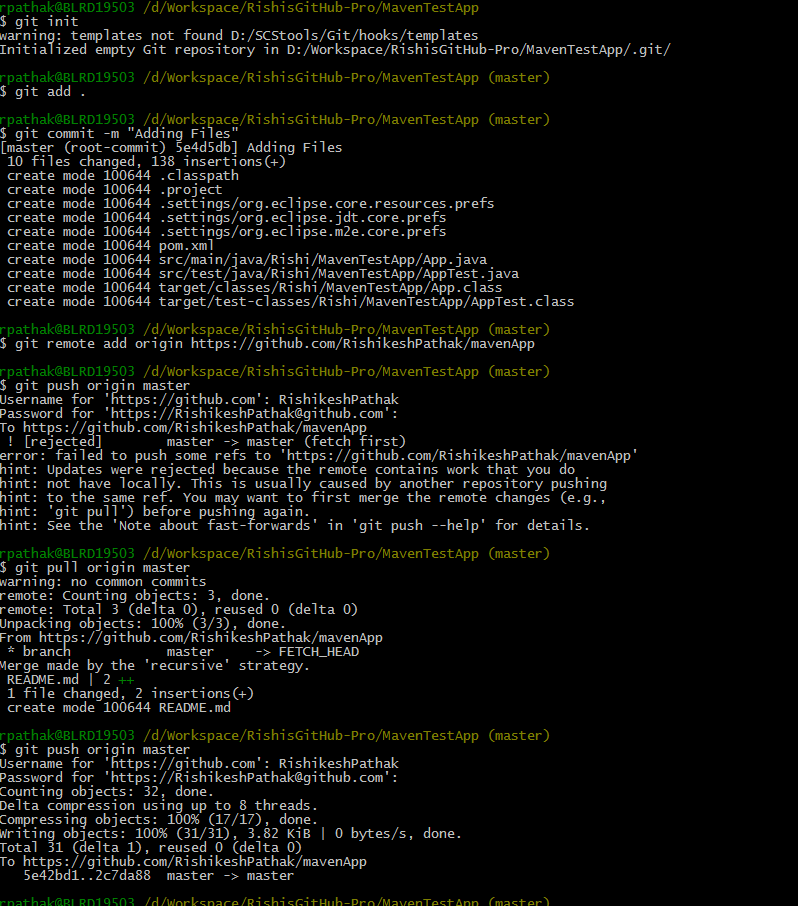 rpathak@BLRD19503 /d/Workspace/RishisGitHub-Pro/MavenTestApp
$ git init
warning: templates not found D:/SCStools/Git/hooks/templates
Initialized empty Git repository in D:/Workspace/RishisGitHub-Pro/MavenTestApp/.git/
rpathak@BLRD19503 /d/Workspace/RishisGitHub-Pro/MavenTestApp (master)
$ git add .
rpathak@BLRD19503 /d/Workspace/RishisGitHub-Pro/MavenTestApp (master)
$ git commit -m "Adding Files"
[master (root-commit) 5e4d5db] Adding Files
10 files changed, 138 insertions(+)
create mode 100644 .classpath
create mode 100644 .project
create mode 100644 .settings/org.eclipse.core.resources.prefs
create mode 100644 .settings/org.eclipse.jdt.core.prefs
create mode 100644 .settings/org.eclipse.m2e.core.prefs
create mode 100644 pom.xml
create mode 100644 src/main/java/Rishi/MavenTestApp/App.java
create mode 100644 src/test/java/Rishi/MavenTestApp/AppTest.java
create mode 100644 target/classes/Rishi/MavenTestApp/App.class
create mode 100644 target/test-classes/Rishi/MavenTestApp/AppTest.class
rpathak@BLRD19503 /d/Workspace/RishisGitHub-Pro/MavenTestApp (master)
$ git remote add origin https://github.com/RishikeshPathak/mavenApp
rpathak@BLRD19503 /d/Workspace/RishisGitHub-Pro/MavenTestApp (master)
$ git push origin master
Username for 'https://github.com': RishikeshPathak
Password for 'https://RishikeshPathak@github.com':
To https://github.com/RishikeshPathak/mavenApp
! [rejected]        master -> master (fetch first)
error: failed to push some refs to 'https://github.com/RishikeshPathak/mavenApp'
hint: Updates were rejected because the remote contains work that you do
hint: not have locally. This is usually caused by another repository pushing
hint: to the same ref. You may want to first merge the remote changes (e.g.,
hint: 'git pull') before pushing again.
hint: See the 'Note about fast-forwards' in 'git push --help' for details.
rpathak@BLRD19503 /d/Workspace/RishisGitHub-Pro/MavenTestApp (master)
$ git pull origin master
warning: no common commits
remote: Counting objects: 3, done.
remote: Total 3 (delta 0), reused 0 (delta 0)
Unpacking objects: 100% (3/3), done.
From https://github.com/RishikeshPathak/mavenApp
* branch            master     -> FETCH_HEAD
Merge made by the 'recursive' strategy.
README.md | 2 ++
1 file changed, 2 insertions(+)
create mode 100644 README.md
rpathak@BLRD19503 /d/Workspace/RishisGitHub-Pro/MavenTestApp (master)
$ git push origin master
Username for 'https://github.com': RishikeshPathak
Password for 'https://RishikeshPathak@github.com':
Counting objects: 32, done.
Delta compression using up to 8 threads.
Compressing objects: 100% (17/17), done.
Writing objects: 100% (31/31), 3.82 KiB | 0 bytes/s, done.
Total 31 (delta 1), reused 0 (delta 0)
To https://github.com/RishikeshPathak/mavenApp
5e42bd1..2c7da88  master -> master
rpathak@BLRD19503 /d/Workspace/RishisGitHub-Pro/MavenTestApp (master)